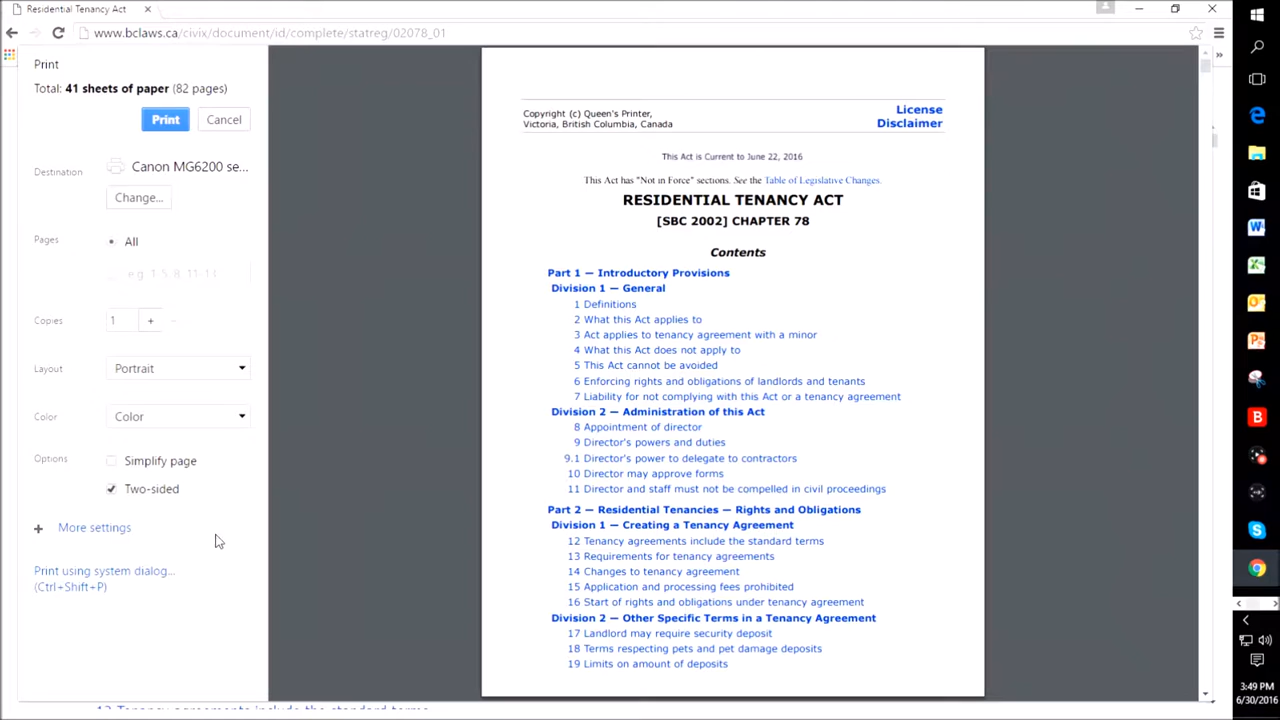 Residential Tenancy Act
www.bclaws.ca/civix/document/id/complete/statreg/02078_01
Print
Total: 41 sheets of paper (82 pages)
Print
Cancel
Destination
Canon MG6200 se...
Change...
Pages
All
e.g. 1-5, 8, 11-13
Copies
1
+
Layout
Portrait
Color
Color
Options
Simplify page
Two-sided
+ More settings
Print using system dialog...
(Ctrl+Shift+P)
Copyright (c) Queen's Printer,
Victoria, British Columbia, Canada
License
Disclaimer
This Act is Current to June 22, 2016
This Act has "Not in Force" sections. See the Table of Legislative Changes.
RESIDENTIAL TENANCY ACT
[SBC 2002] CHAPTER 78
Contents
Part 1 — Introductory Provisions
Division 1 — General
1 Definitions
2 What this Act applies to
3 Act applies to tenancy agreement with a minor
4 What this Act does not apply to
5 This Act cannot be avoided
6 Enforcing rights and obligations of landlords and tenants
7 Liability for not complying with this Act or a tenancy agreement
Division 2 — Administration of this Act
8 Appointment of director
9 Director's powers and duties
9.1 Director's power to delegate to contractors
10 Director may approve forms
11 Director and staff must not be compelled in civil proceedings
Part 2 — Residential Tenancies — Rights and Obligations
Division 1 — Creating a Tenancy Agreement
12 Tenancy agreements include the standard terms
13 Requirements for tenancy agreements
14 Changes to tenancy agreement
15 Application and processing fees prohibited
16 Start of rights and obligations under tenancy agreement
Division 2 — Other Specific Terms in a Tenancy Agreement
17 Landlord may require security deposit
18 Terms respecting pets and pet damage deposits
19 Limits on amount of deposits
12 Tenancy agreements include the standard terms
3:49 PM
6/30/2016